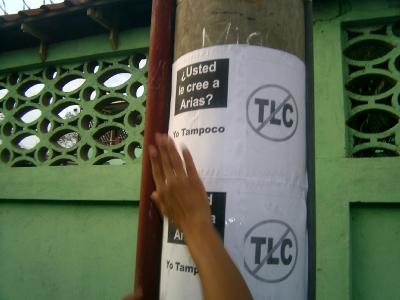 ¿Usted
le cree a
Arias?
Yo Tampoco
TLC
TLC
Yo Tampo